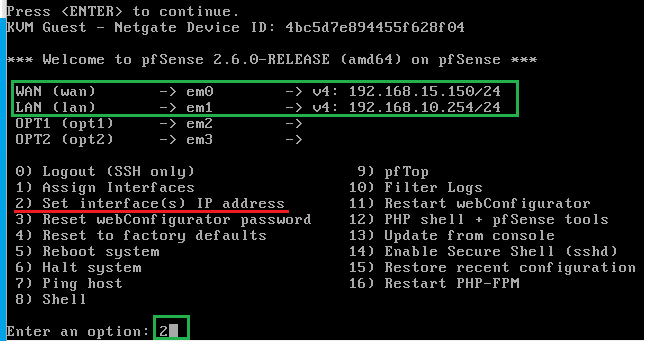 Press <ENTER> to continue.
KVM Guest - Netgate Device ID: 4bc5d7e894455f628f04
*** Welcome to pfSense 2.6.0-RELEASE (amd64) on pfSense ***
WAN (wan) -> em0 -> v4: 192.168.15.150/24
LAN (lan) -> em1 -> v4: 192.168.10.254/24
OPT1 (opt1) -> em2 ->
OPT2 (opt2) -> em3 ->
0) Logout (SSH only) 9) pfTop
1) Assign Interfaces 10) Filter Logs
2) Set interface(s) IP address 11) Restart webConfigurator
3) Reset webConfigurator password 12) PHP shell + pfSense tools
4) Reset to factory defaults 13) Update from console
5) Reboot system 14) Enable Secure Shell (sshd)
6) Halt system 15) Restore recent configuration
7) Ping host 16) Restart PHP-FPM
8) Shell
Enter an option: 2